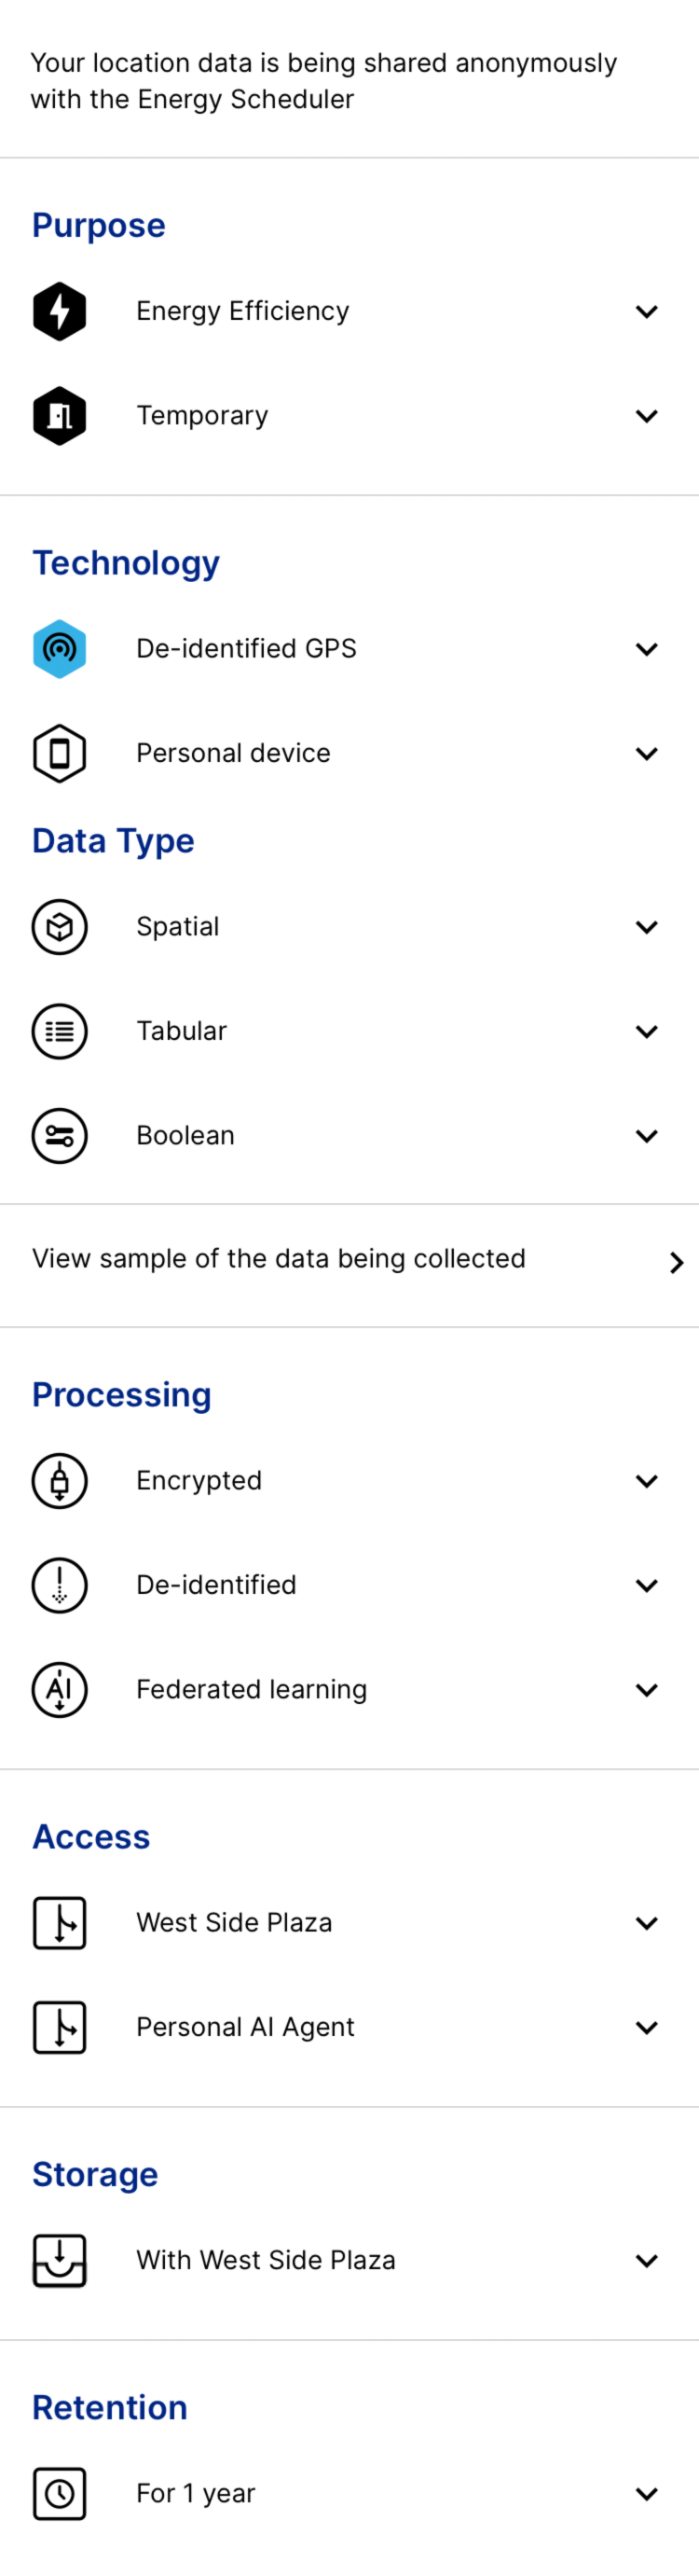 Your location data is being shared anonymously
with the Energy Scheduler
Purpose
Energy Efficiency
Temporary
Technology
De-identified GPS
Personal device
Data Type
Spatial
Tabular
Boolean
View sample of the data being collected
Processing
Encrypted
De-identified
AI
Federated learning
Access
West Side Plaza
Personal AI Agent
Storage
With West Side Plaza
Retention
For 1 year